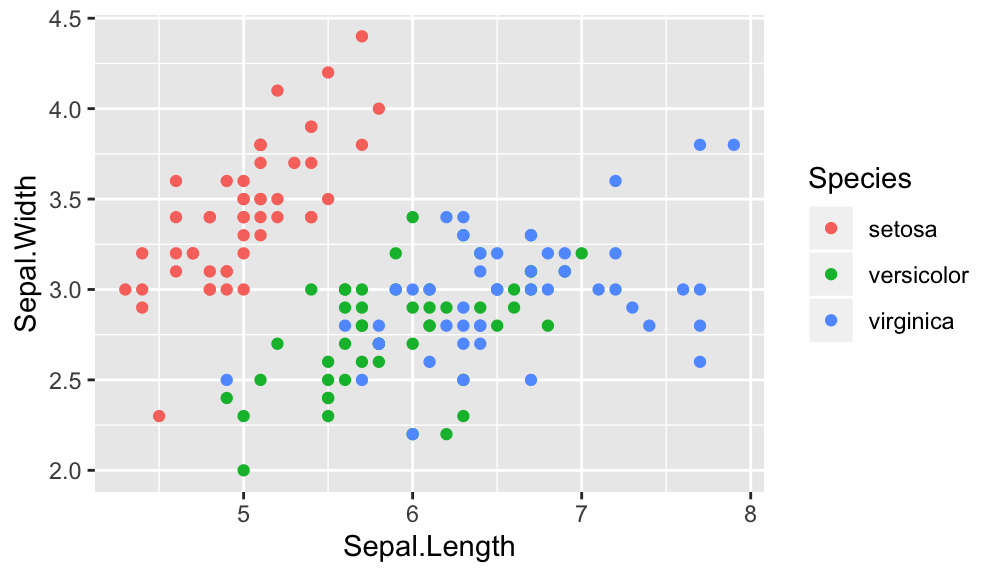 4.5
4.0
3.5
3.0
2.5
2.0
Sepal.Width
5 6 7 8
Sepal.Length
Species
setosa
versicolor
virginica